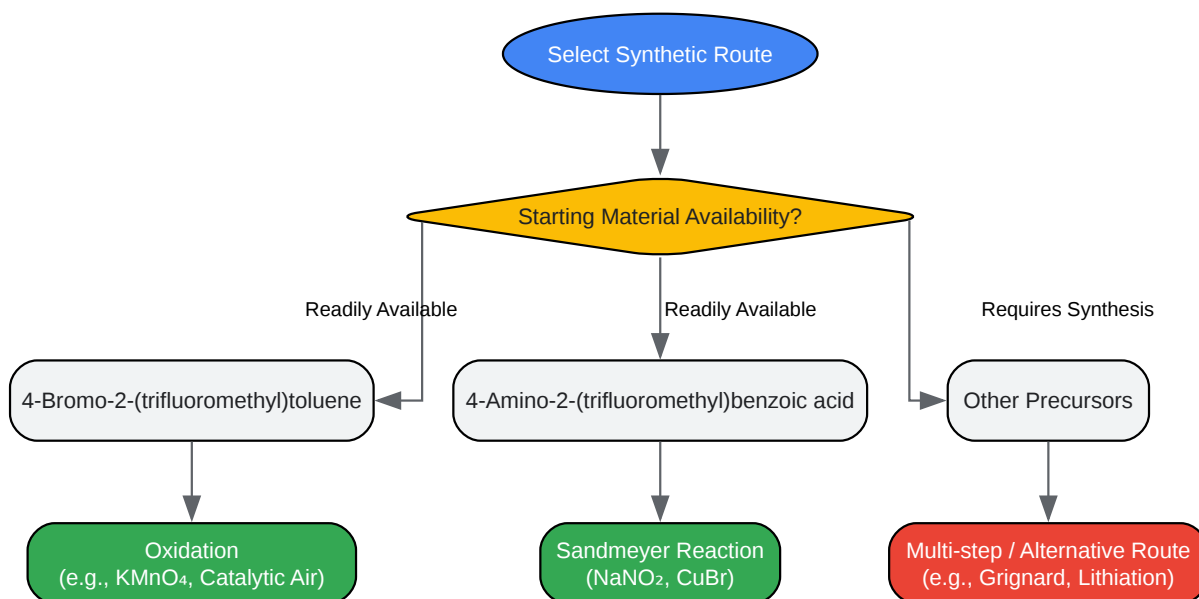 Select Synthetic Route
Starting Material Availability?
Readily Available
Readily Available
Requires Synthesis
4-Bromo-2-(trifluoromethyl)toluene
4-Amino-2-(trifluoromethyl)benzoic acid
Other Precursors
Oxidation
(e.g., KMnO₄, Catalytic Air)
Sandmeyer Reaction
(NaNO₂, CuBr)
Multi-step / Alternative Route
(e.g., Grignard, Lithiation)